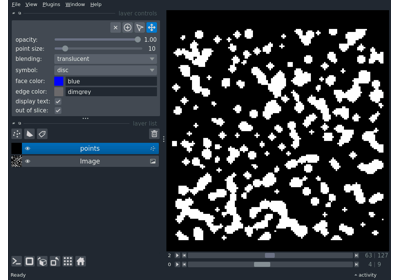 File View Plugins Window Help
layer controls
opacity: 1.00
point size: 10
blending: translucent
symbol: disc
face color: blue
edge color: dimgrey
display text:
out of slice:
layer list
points
Image
2 63 127
0 4 9
Ready activity